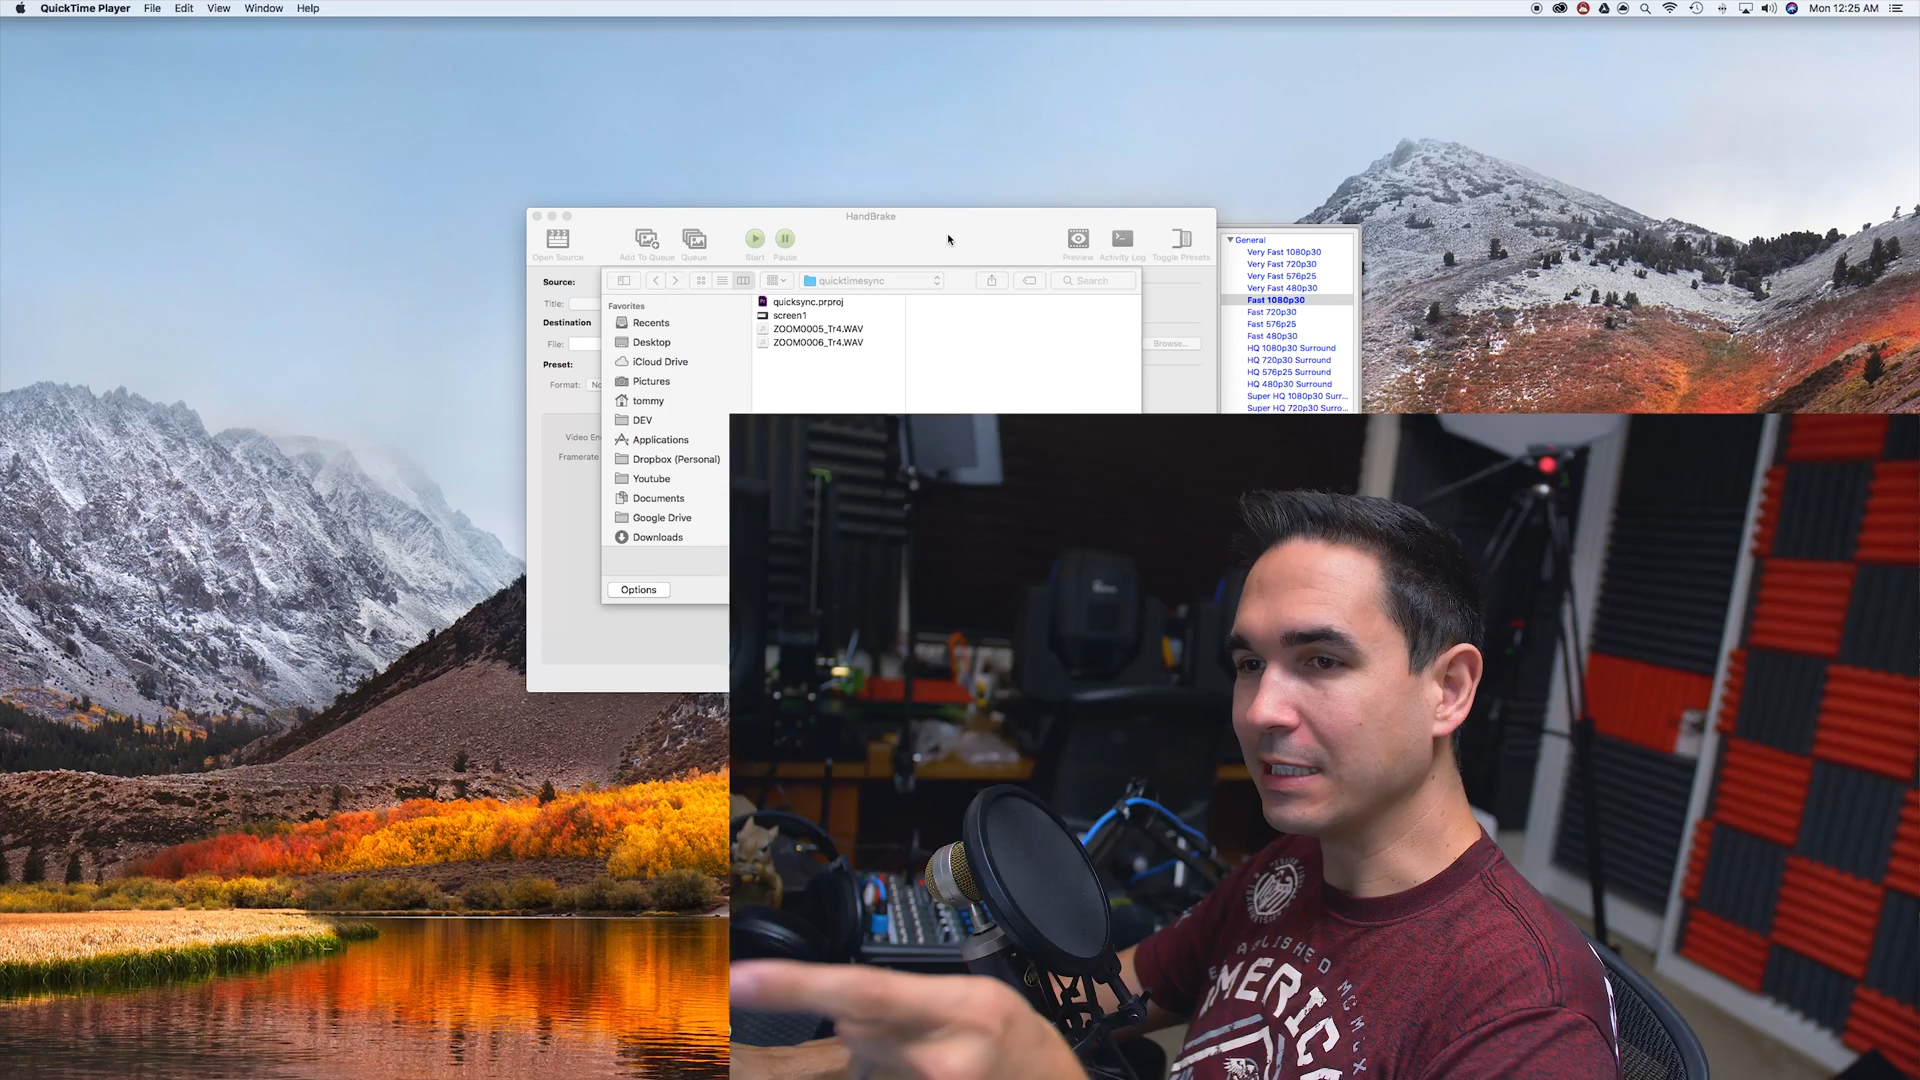 QuickTime Player File Edit View Window Help
Mon 12:25 AM
HandBrake
Open Source Add To Queue Queue Start Pause Preview Activity Log Toggle Presets
Source:
Title:
Destination
File:
Browse...
Preset:
Format:
Video En
Framerate
quicktimesync
Search
Favorites
Recents
Desktop
iCloud Drive
Pictures
tommy
DEV
Applications
Dropbox (Personal)
Youtube
Documents
Google Drive
Downloads
quicksync.prproj
screen1
ZOOM0005_Tr4.WAV
ZOOM0006_Tr4.WAV
Options
General
Very Fast 1080p30
Very Fast 720p30
Very Fast 576p25
Very Fast 480p30
Fast 1080p30
Fast 720p30
Fast 576p25
Fast 480p30
HQ 1080p30 Surround
HQ 720p30 Surround
HQ 576p25 Surround
HQ 480p30 Surround
Super HQ 1080p30 Surr...
Super HQ 720p30 Surro...